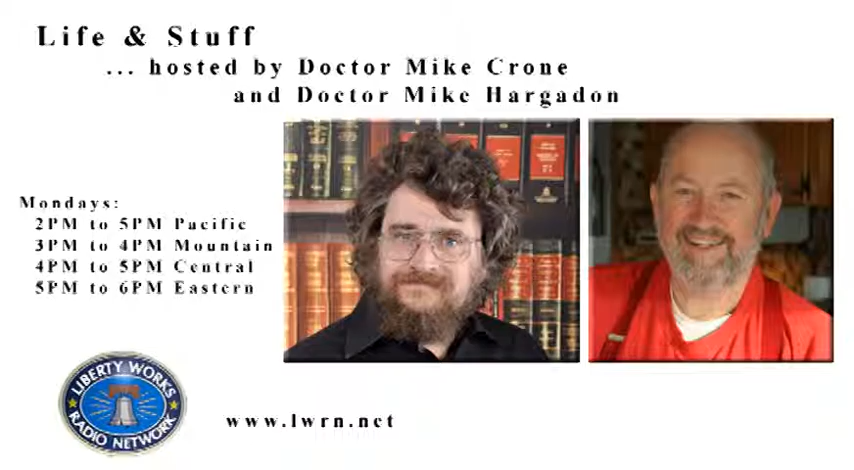 Life & Stuff
... hosted by Doctor Mike Crone
and Doctor Mike Hargadon
Mondays:
2PM to 5PM Pacific
3PM to 4PM Mountain
4PM to 5PM Central
5PM to 6PM Eastern
LIBERTY WORKS
RADIO NETWORK
www.lwrn.net